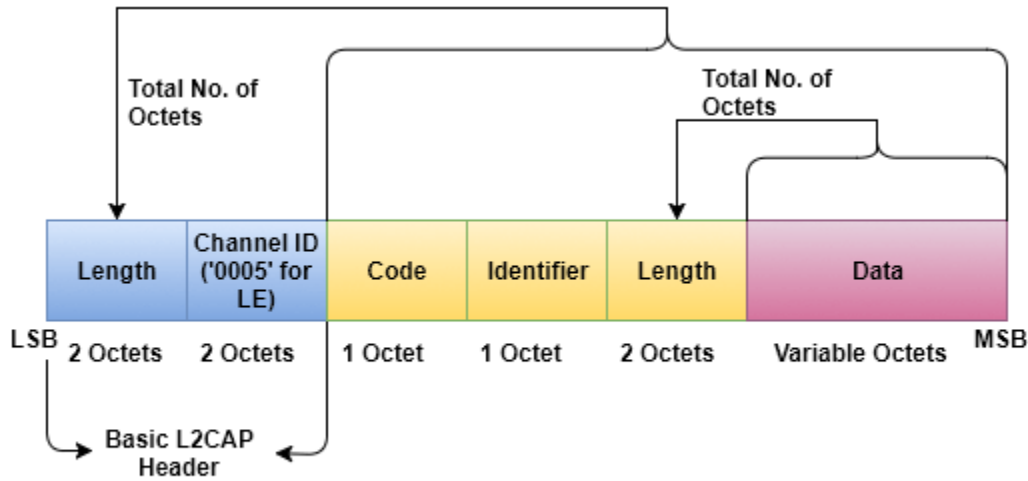 Total No. of
Octets
Total No. of
Octets
Length
Channel ID
('0005' for
LE)
Code
Identifier
Length
Data
LSB
MSB
2 Octets
2 Octets
1 Octet
1 Octet
2 Octets
Variable Octets
Basic L2CAP
Header